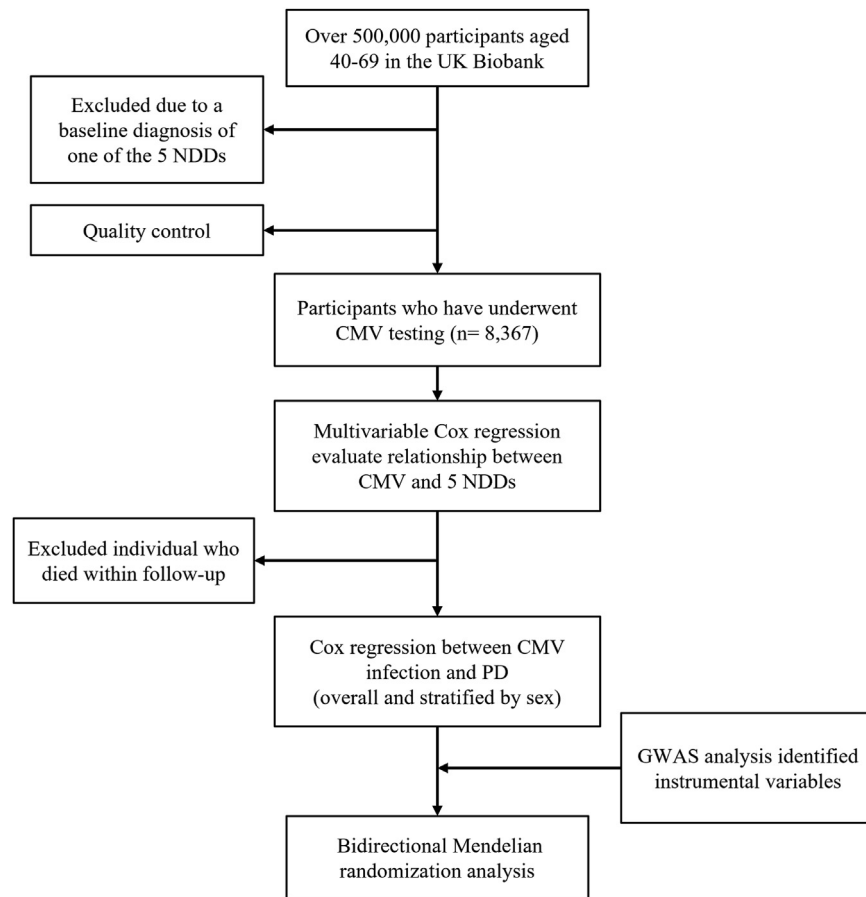 Over 500,000 participants aged
40-69 in the UK Biobank
Excluded due to a
baseline diagnosis of
one of the 5 NDDs
Quality control
Participants who have underwent
CMV testing (n= 8,367)
Multivariable Cox regression
evaluate relationship between
CMV and 5 NDDs
Excluded individual who
died within follow-up
Cox regression between CMV
infection and PD
(overall and stratified by sex)
GWAS analysis identified
instrumental variables
Bidirectional Mendelian
randomization analysis